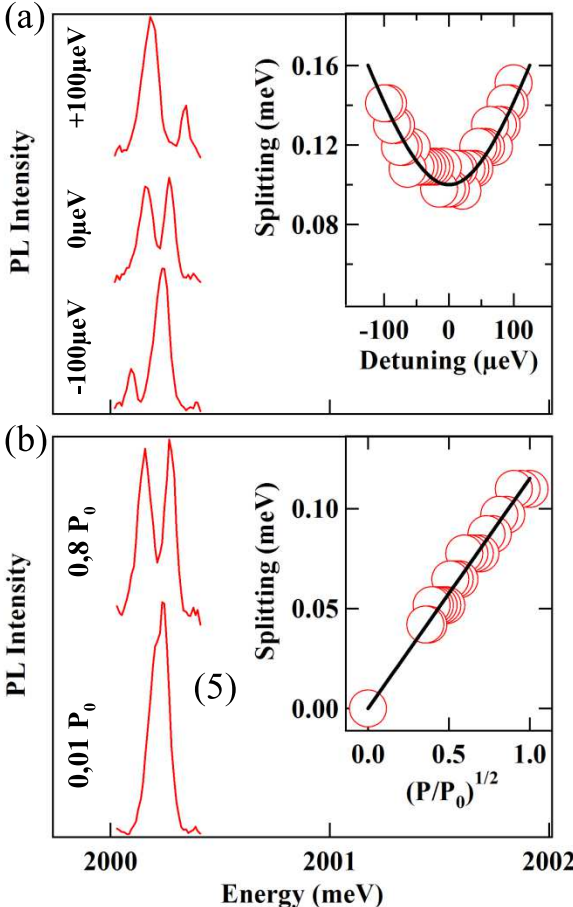 (a)
PL Intensity
+100µeV
0µeV
-100µeV
Splitting (meV)
0.16
0.12
0.08
-100 0 100
Detuning (µeV)
(b)
PL Intensity
0,8 P0
0,01 P0
(5)
Splitting (meV)
0.10
0.05
0.00
0.0 0.5 1.0
(P/P0)1/2
2000 2001 2002
Energy (meV)